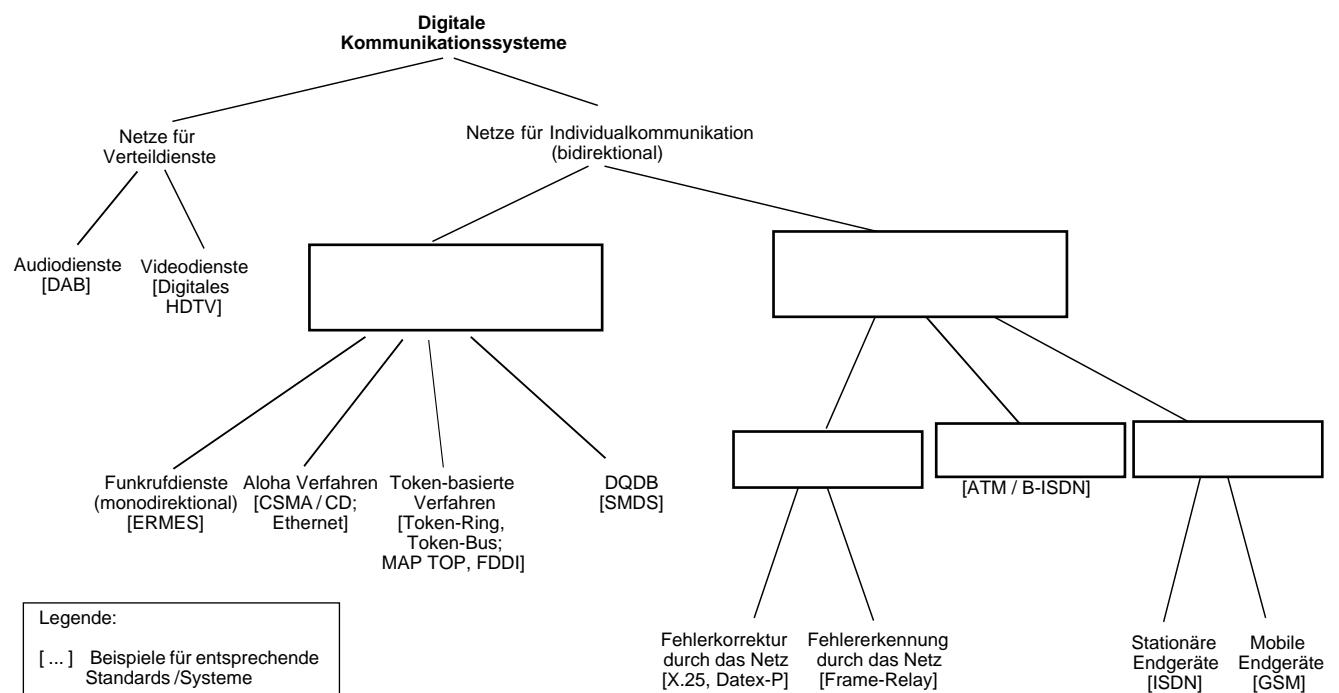 Digitale
Kommunikationssysteme
Netze für
Verteildienste
Netze für Individualkommunikation
(bidirektional)
Audiodienste
[DAB]
Videodienste
[Digitales
HDTV]
Funkrufdienste
(monodirektional)
[ERMES]
Aloha Verfahren
[CSMA / CD;
Ethernet]
Token-basierte
Verfahren
[Token-Ring,
Token-Bus;
MAP TOP, FDDI]
DQDB
[SMDS]
[ATM / B-ISDN]
Fehlerkorrektur
durch das Netz
[X.25, Datex-P]
Fehlererkennung
durch das Netz
[Frame-Relay]
Stationäre
Endgeräte
[ISDN]
Mobile
Endgeräte
[GSM]
Legende:
[ ... ] Beispiele für entsprechende
Standards /Systeme